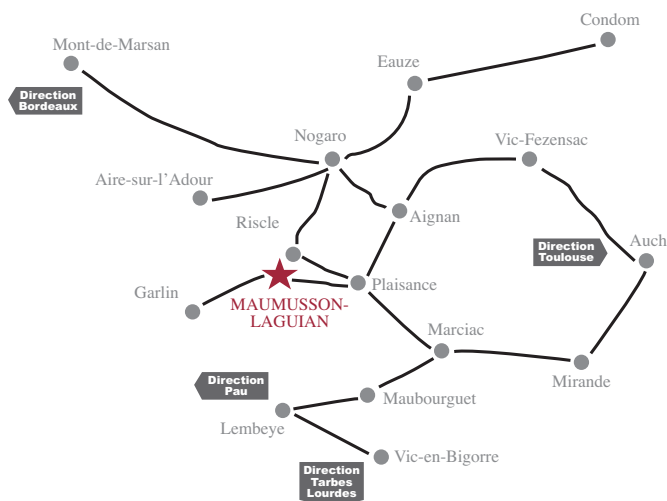 Condom
Mont-de-Marsan
Eauze
Direction
Bordeaux
Nogaro
Vic-Fezensac
Aire-sur-l'Adour
Aignan
Riscle
Auch
Direction
Toulouse
Garlin
Plaisance
MAUMUSSON-
LAGUIAN
Marciac
Direction
Pau
Mirande
Maubourguet
Lembeye
Vic-en-Bigorre
Direction
Tarbes
Lourdes